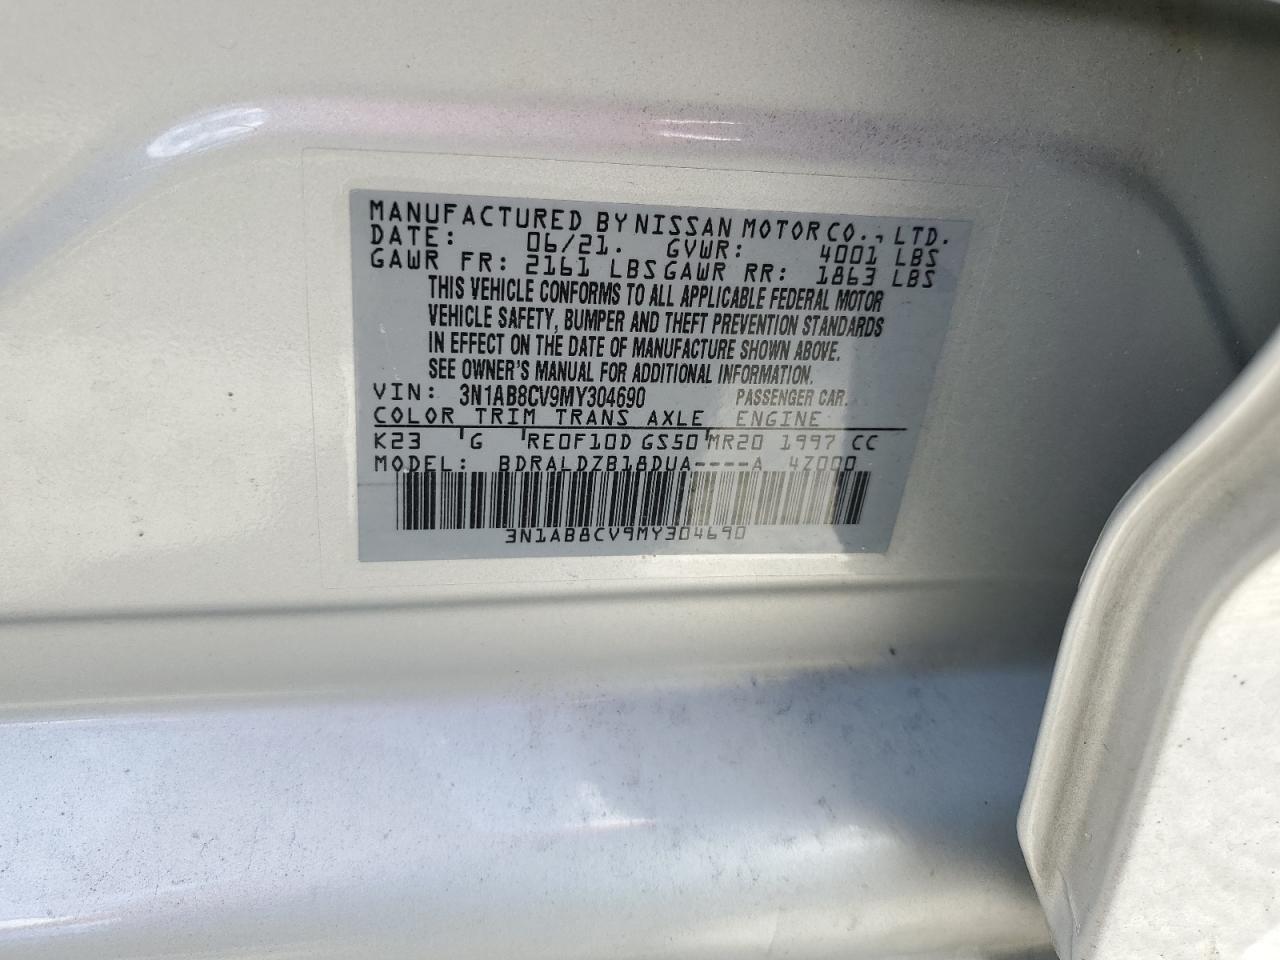 MANUFACTURED BY NISSAN MOTOR CO., LTD.
DATE: 06/21. GVWR: 4001 LBS
GAWR FR: 2161 LBS GAWR RR: 1863 LBS
THIS VEHICLE CONFORMS TO ALL APPLICABLE FEDERAL MOTOR
VEHICLE SAFETY, BUMPER AND THEFT PREVENTION STANDARDS
IN EFFECT ON THE DATE OF MANUFACTURE SHOWN ABOVE.
SEE OWNER'S MANUAL FOR ADDITIONAL INFORMATION.
VIN: 3N1AB8CV9MY304690 PASSENGER CAR.
COLOR TRIM TRANS AXLE ENGINE
K23 G RE0F10D GS50 MR20 1997 CC
MODEL: BDRALDZB18DUA----A 4Z000
3N1AB8CV9MY304690